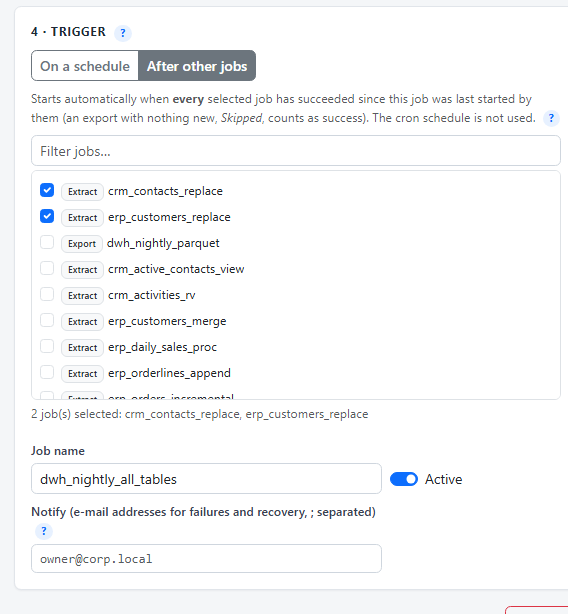 4 · TRIGGER ?
On a schedule After other jobs
Starts automatically when every selected job has succeeded since this job was last started by
them (an export with nothing new, Skipped, counts as success). The cron schedule is not used. ?
Filter jobs...
Extract crm_contacts_replace
Extract erp_customers_replace
Export dwh_nightly_parquet
Extract crm_active_contacts_view
Extract crm_activities_rv
Extract erp_customers_merge
Extract erp_daily_sales_proc
Extract erp_orderlines_append
Extract erp_orders_incremental
2 job(s) selected: crm_contacts_replace, erp_customers_replace
Job name
dwh_nightly_all_tables Active
Notify (e-mail addresses for failures and recovery, ; separated)
?
owner@corp.local